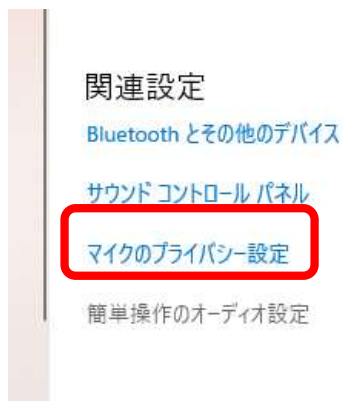 関連設定
Bluetooth とその他のデバイス
サウンド コントロール パネル
マイクのプライバシー設定
簡単操作のオーディオ設定